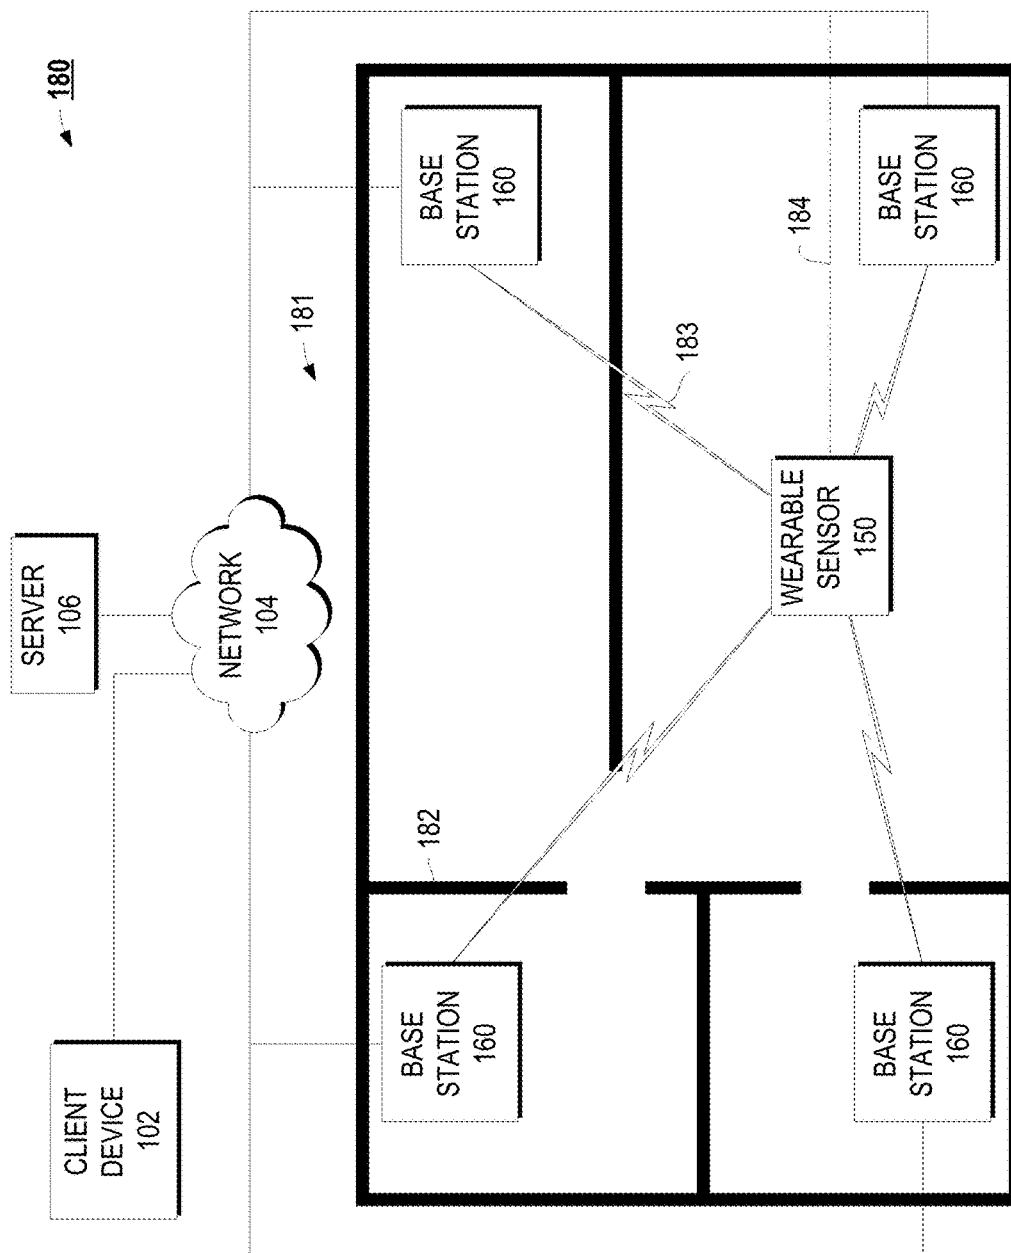 180
CLIENT
DEVICE
102
SERVER
106
NETWORK
104
181
182
183
184
BASE
STATION
160
BASE
STATION
160
WEARABLE
SENSOR
150
BASE
STATION
160
BASE
STATION
160